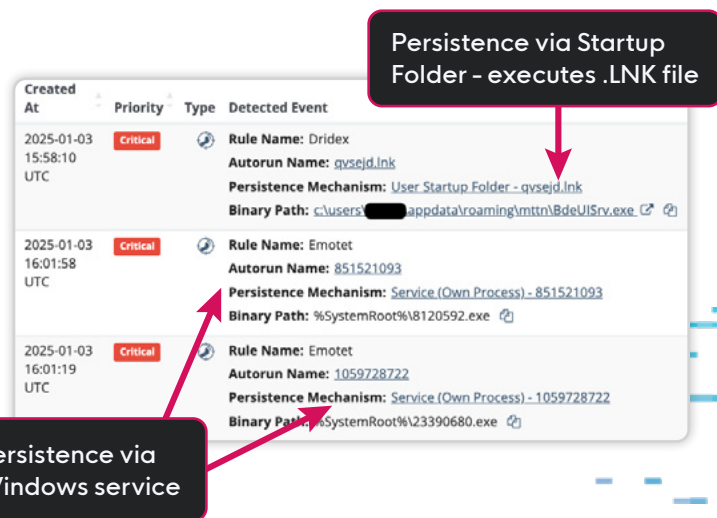 Persistence via Startup
Folder - executes .LNK file
Created
At
Priority
Type
Detected Event
2025-01-03
15:58:10
UTC
Critical
Rule Name: Dridex
Autorun Name: qvsejd.lnk
Persistence Mechanism: User Startup Folder - qvsejd.lnk
Binary Path: c:\users\ appdata\roaming\mttn\BdeUISrv.exe
2025-01-03
16:01:58
UTC
Critical
Rule Name: Emotet
Autorun Name: 851521093
Persistence Mechanism: Service (Own Process) - 851521093
Binary Path: %SystemRoot%\8120592.exe
2025-01-03
16:01:19
UTC
Critical
Rule Name: Emotet
Autorun Name: 1059728722
Persistence Mechanism: Service (Own Process) - 1059728722
Binary Path: %SystemRoot%\23390680.exe
ersistence via
Windows service